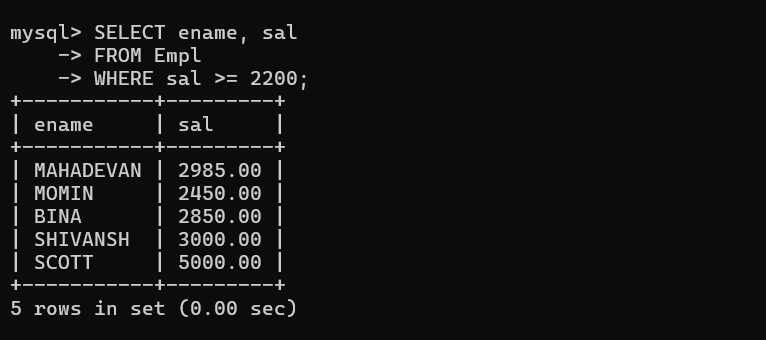 mysql> SELECT ename, sal
    -> FROM Empl
    -> WHERE sal >= 2200;
+-----------+---------+
| ename     | sal     |
+-----------+---------+
| MAHADEVAN | 2985.00 |
| MOMIN     | 2450.00 |
| BINA      | 2850.00 |
| SHIVANSH  | 3000.00 |
| SCOTT     | 5000.00 |
+-----------+---------+
5 rows in set (0.00 sec)